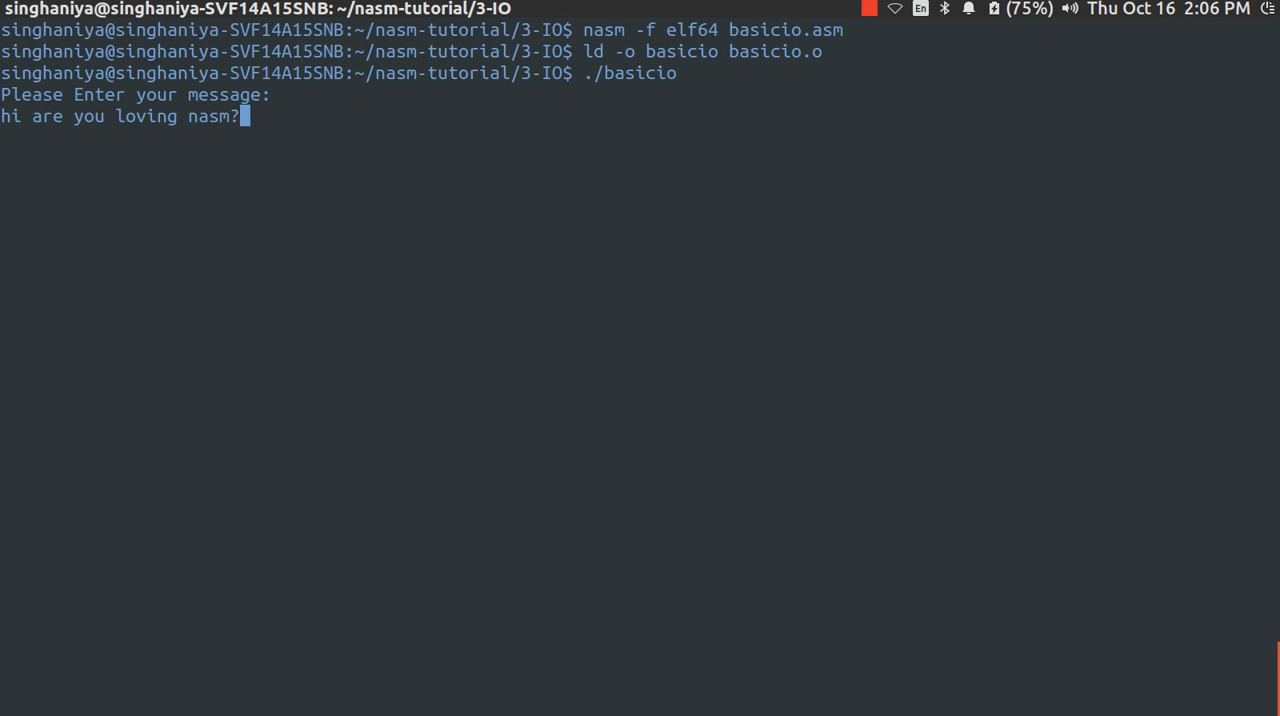 singhaniya@singhaniya-SVF14A15SNB: ~/nasm-tutorial/3-IO En (75%) Thu Oct 16 2:06 PM
singhaniya@singhaniya-SVF14A15SNB:~/nasm-tutorial/3-IO$ nasm -f elf64 basicio.asm
singhaniya@singhaniya-SVF14A15SNB:~/nasm-tutorial/3-IO$ ld -o basicio basicio.o
singhaniya@singhaniya-SVF14A15SNB:~/nasm-tutorial/3-IO$ ./basicio
Please Enter your message:
hi are you loving nasm?